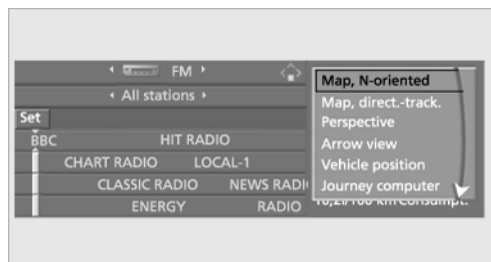 FM
All stations
Set
BBC HIT RADIO
CHART RADIO LOCAL-1
CLASSIC RADIO NEWS RADI
ENERGY RADIO
Map, N-oriented
Map, direct.-track.
Perspective
Arrow view
Vehicle position
Journey computer